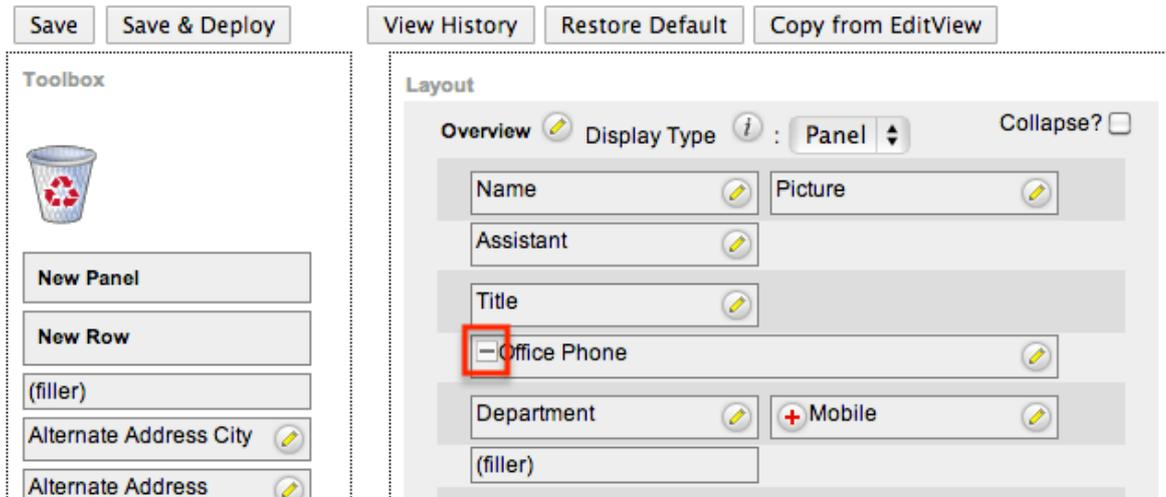 Save Save & Deploy View History Restore Default Copy from EditView
Toolbox
New Panel
New Row
(filler)
Alternate Address City
Alternate Address
Layout
Overview Display Type i : Panel Collapse?
Name Picture
Assistant
Title
Office Phone
Department Mobile
(filler)